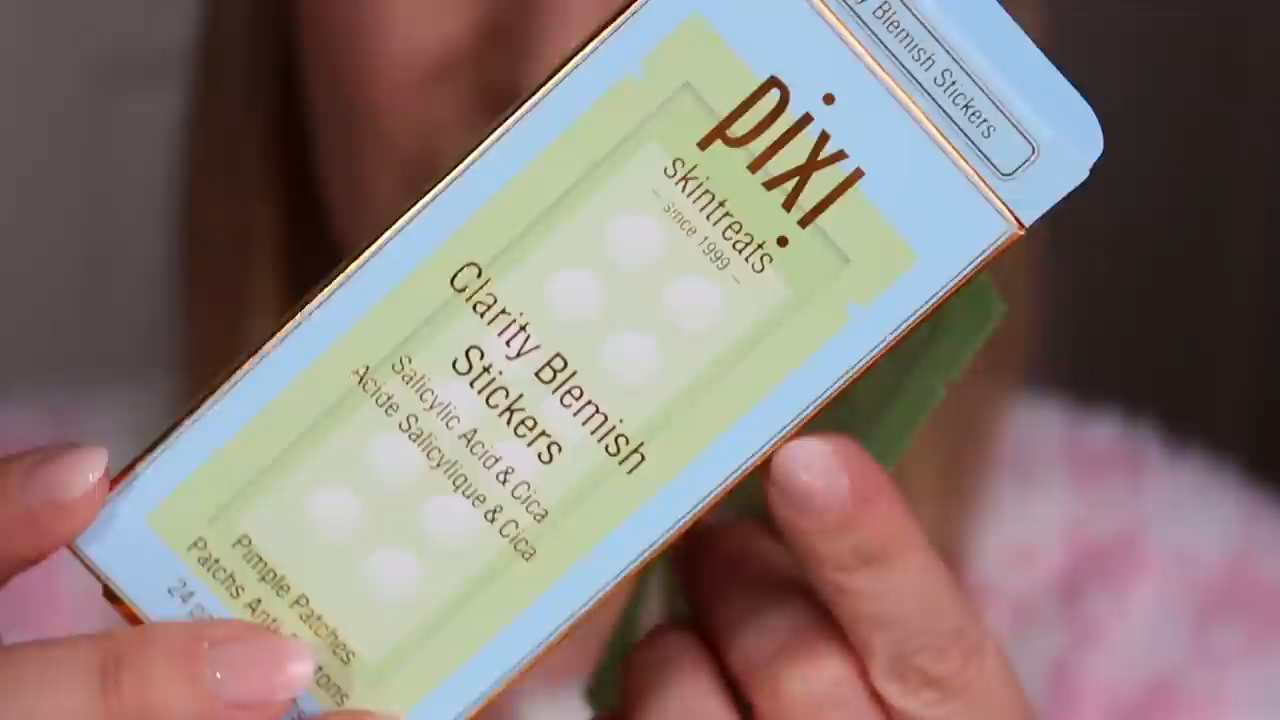 pixi
skintreats
– since 1999 –
Clarity Blemish
Stickers
Salicylic Acid & Cica
Acide Salicylique & Cica
Pimple Patches
Patchs
24
Blemish Stickers